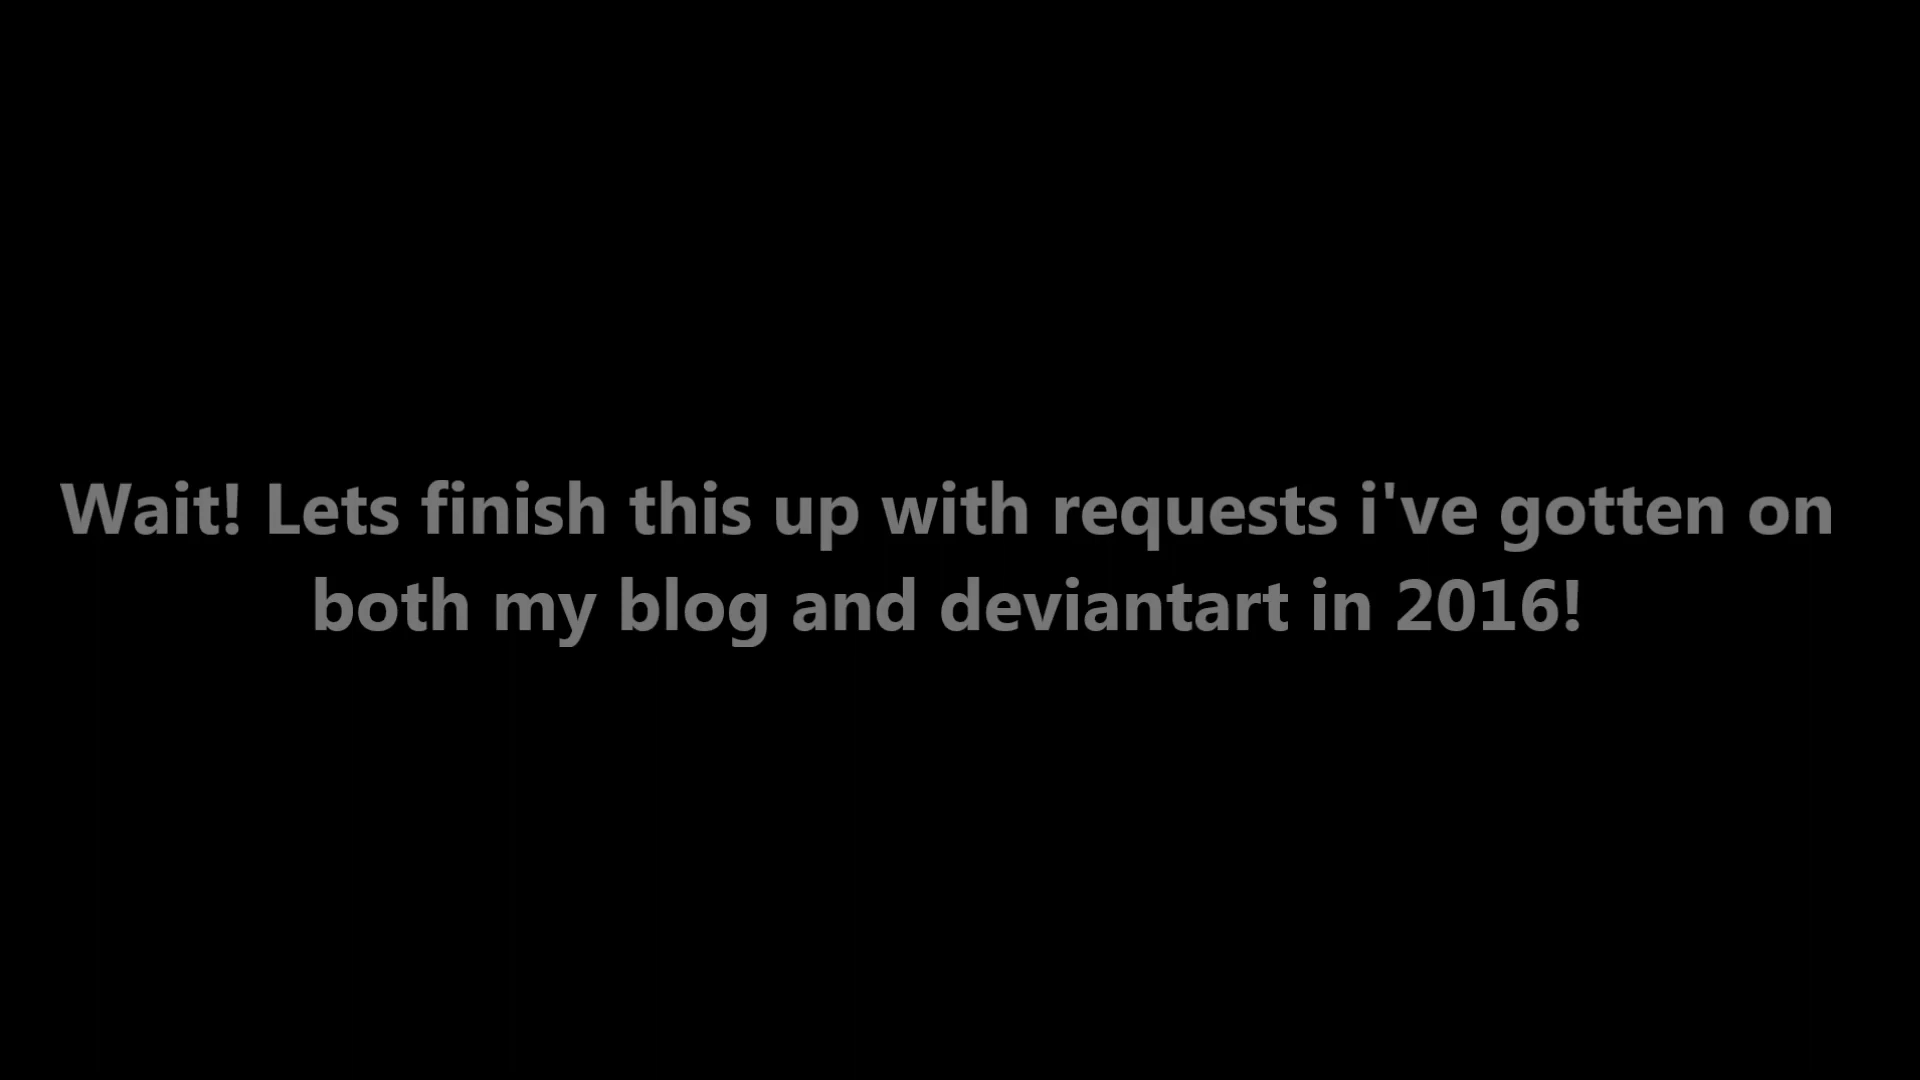 Wait! Lets finish this up with requests i've gotten on
both my blog and deviantart in 2016!